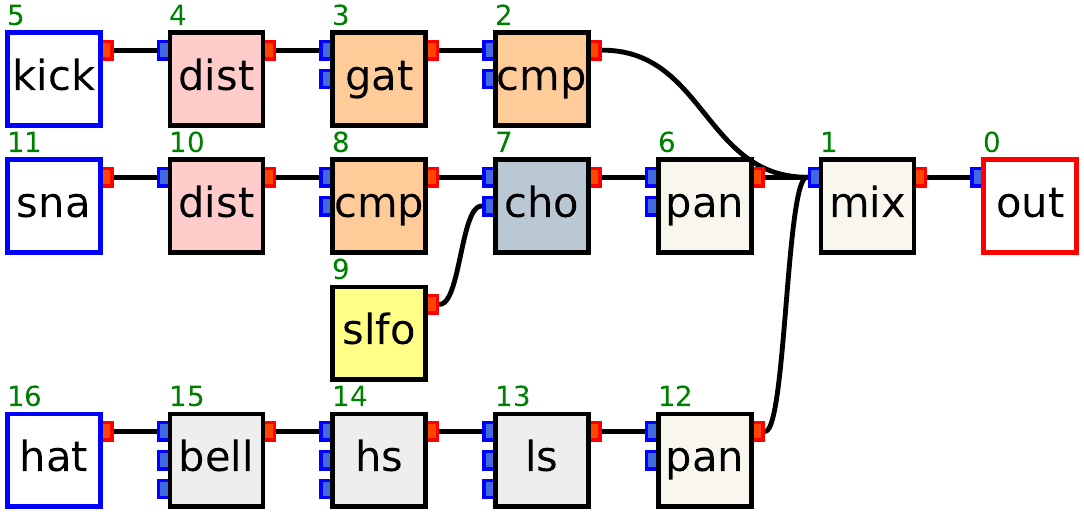 5 4 3 2
kick dist gat cmp
11 10 8 7 6 1 0
sna dist cmp cho pan mix out
9
slfo
16 15 14 13 12
hat bell hs ls pan